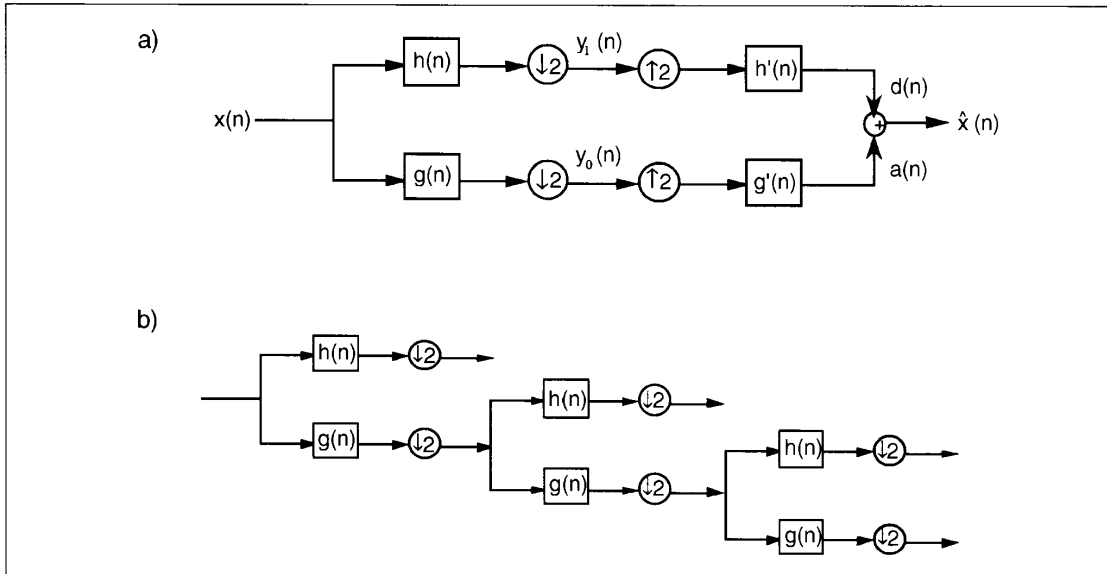 a)
h(n) ↓2 y₁(n) ↑2 h'(n)
d(n)
x(n) + x̂(n)
y₀(n) a(n)
g(n) ↓2 ↑2 g'(n)
b)
h(n) ↓2
h(n) ↓2
g(n) ↓2
h(n) ↓2
g(n) ↓2
g(n) ↓2